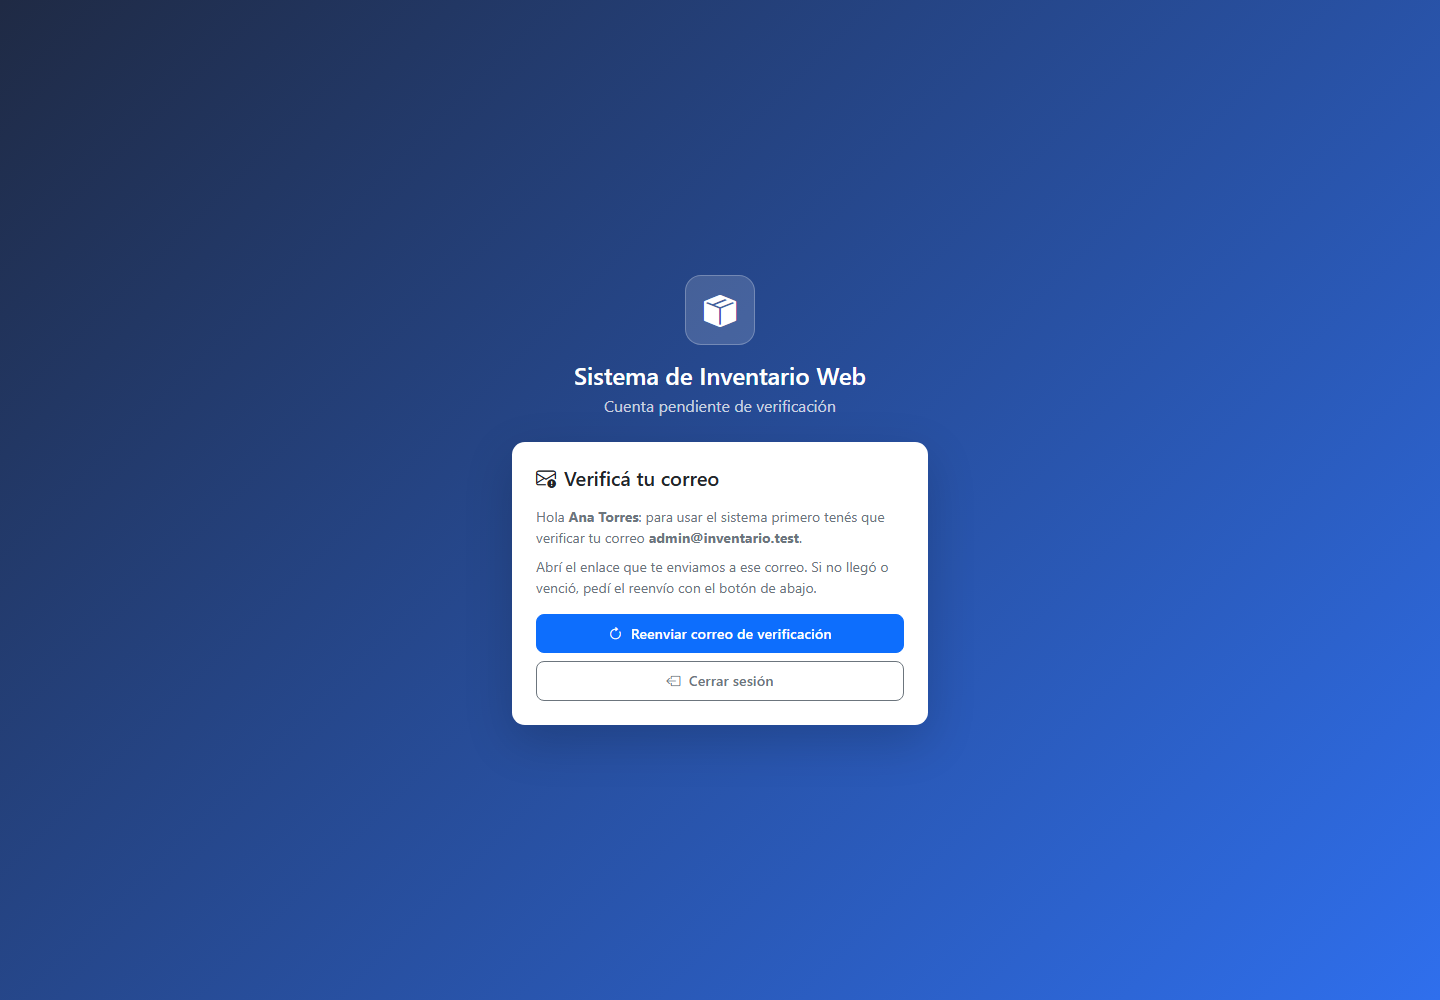 Sistema de Inventario Web
Cuenta pendiente de verificación
Verificá tu correo
Hola Ana Torres: para usar el sistema primero tenés que
verificar tu correo admin@inventario.test.
Abrí el enlace que te enviamos a ese correo. Si no llegó o
venció, pedí el reenvío con el botón de abajo.
Reenviar correo de verificación
Cerrar sesión